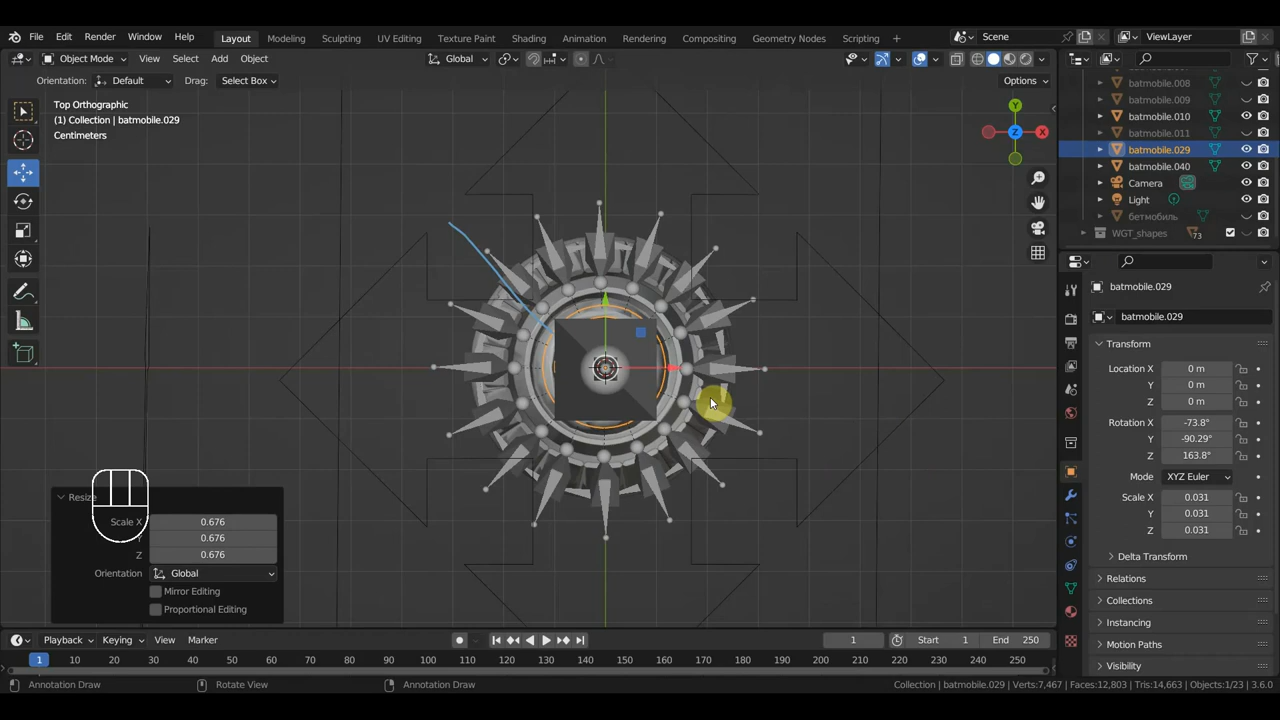 File Edit Render Window Help Layout Modeling Sculpting UV Editing Texture Paint Shading Animation Rendering Compositing Geometry Nodes Scripting + Scene ViewLayer
Object Mode View Select Add Object Global Options
Orientation: Default Drag: Select Box
Top Orthographic
(1) Collection | batmobile.029
Centimeters
Y
X
Z
batmobile.008
batmobile.009
batmobile.010
batmobile.011
batmobile.029
batmobile.040
Camera
Light
бетмобиль
WGT_shapes 73
batmobile.029
batmobile.029
Transform
Location X 0 m
Y 0 m
Z 0 m
Rotation X -73.8°
Y -90.29°
Z 163.8°
Mode XYZ Euler
Scale X 0.031
Y 0.031
Z 0.031
Delta Transform
Relations
Collections
Instancing
Motion Paths
Visibility
Resize
Scale X 0.676
0.676
Z 0.676
Orientation Global
Mirror Editing
Proportional Editing
Playback Keying View Marker 1 Start 1 End 250
1 10 20 30 40 50 60 70 80 90 100 110 120 130 140 150 160 170 180 190 200 210 220 230 240 250
Annotation Draw Rotate View Annotation Draw Collection | batmobile.029 | Verts:7,467 | Faces:12,803 | Tris:14,663 | Objects:1/23 | 3.6.0